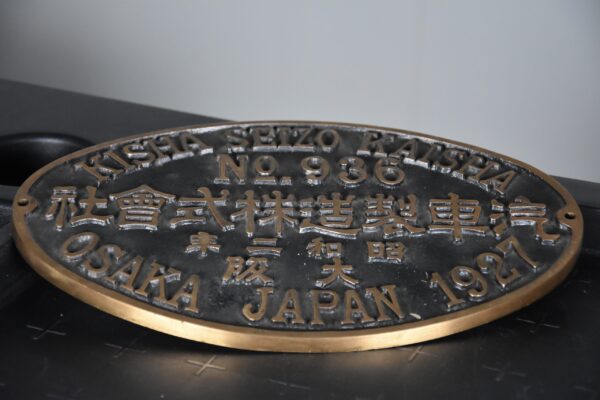 KISHA SEIZO KAISHA
No. 936
汽車製造株式會社
昭和二年
大阪
OSAKA JAPAN 1927